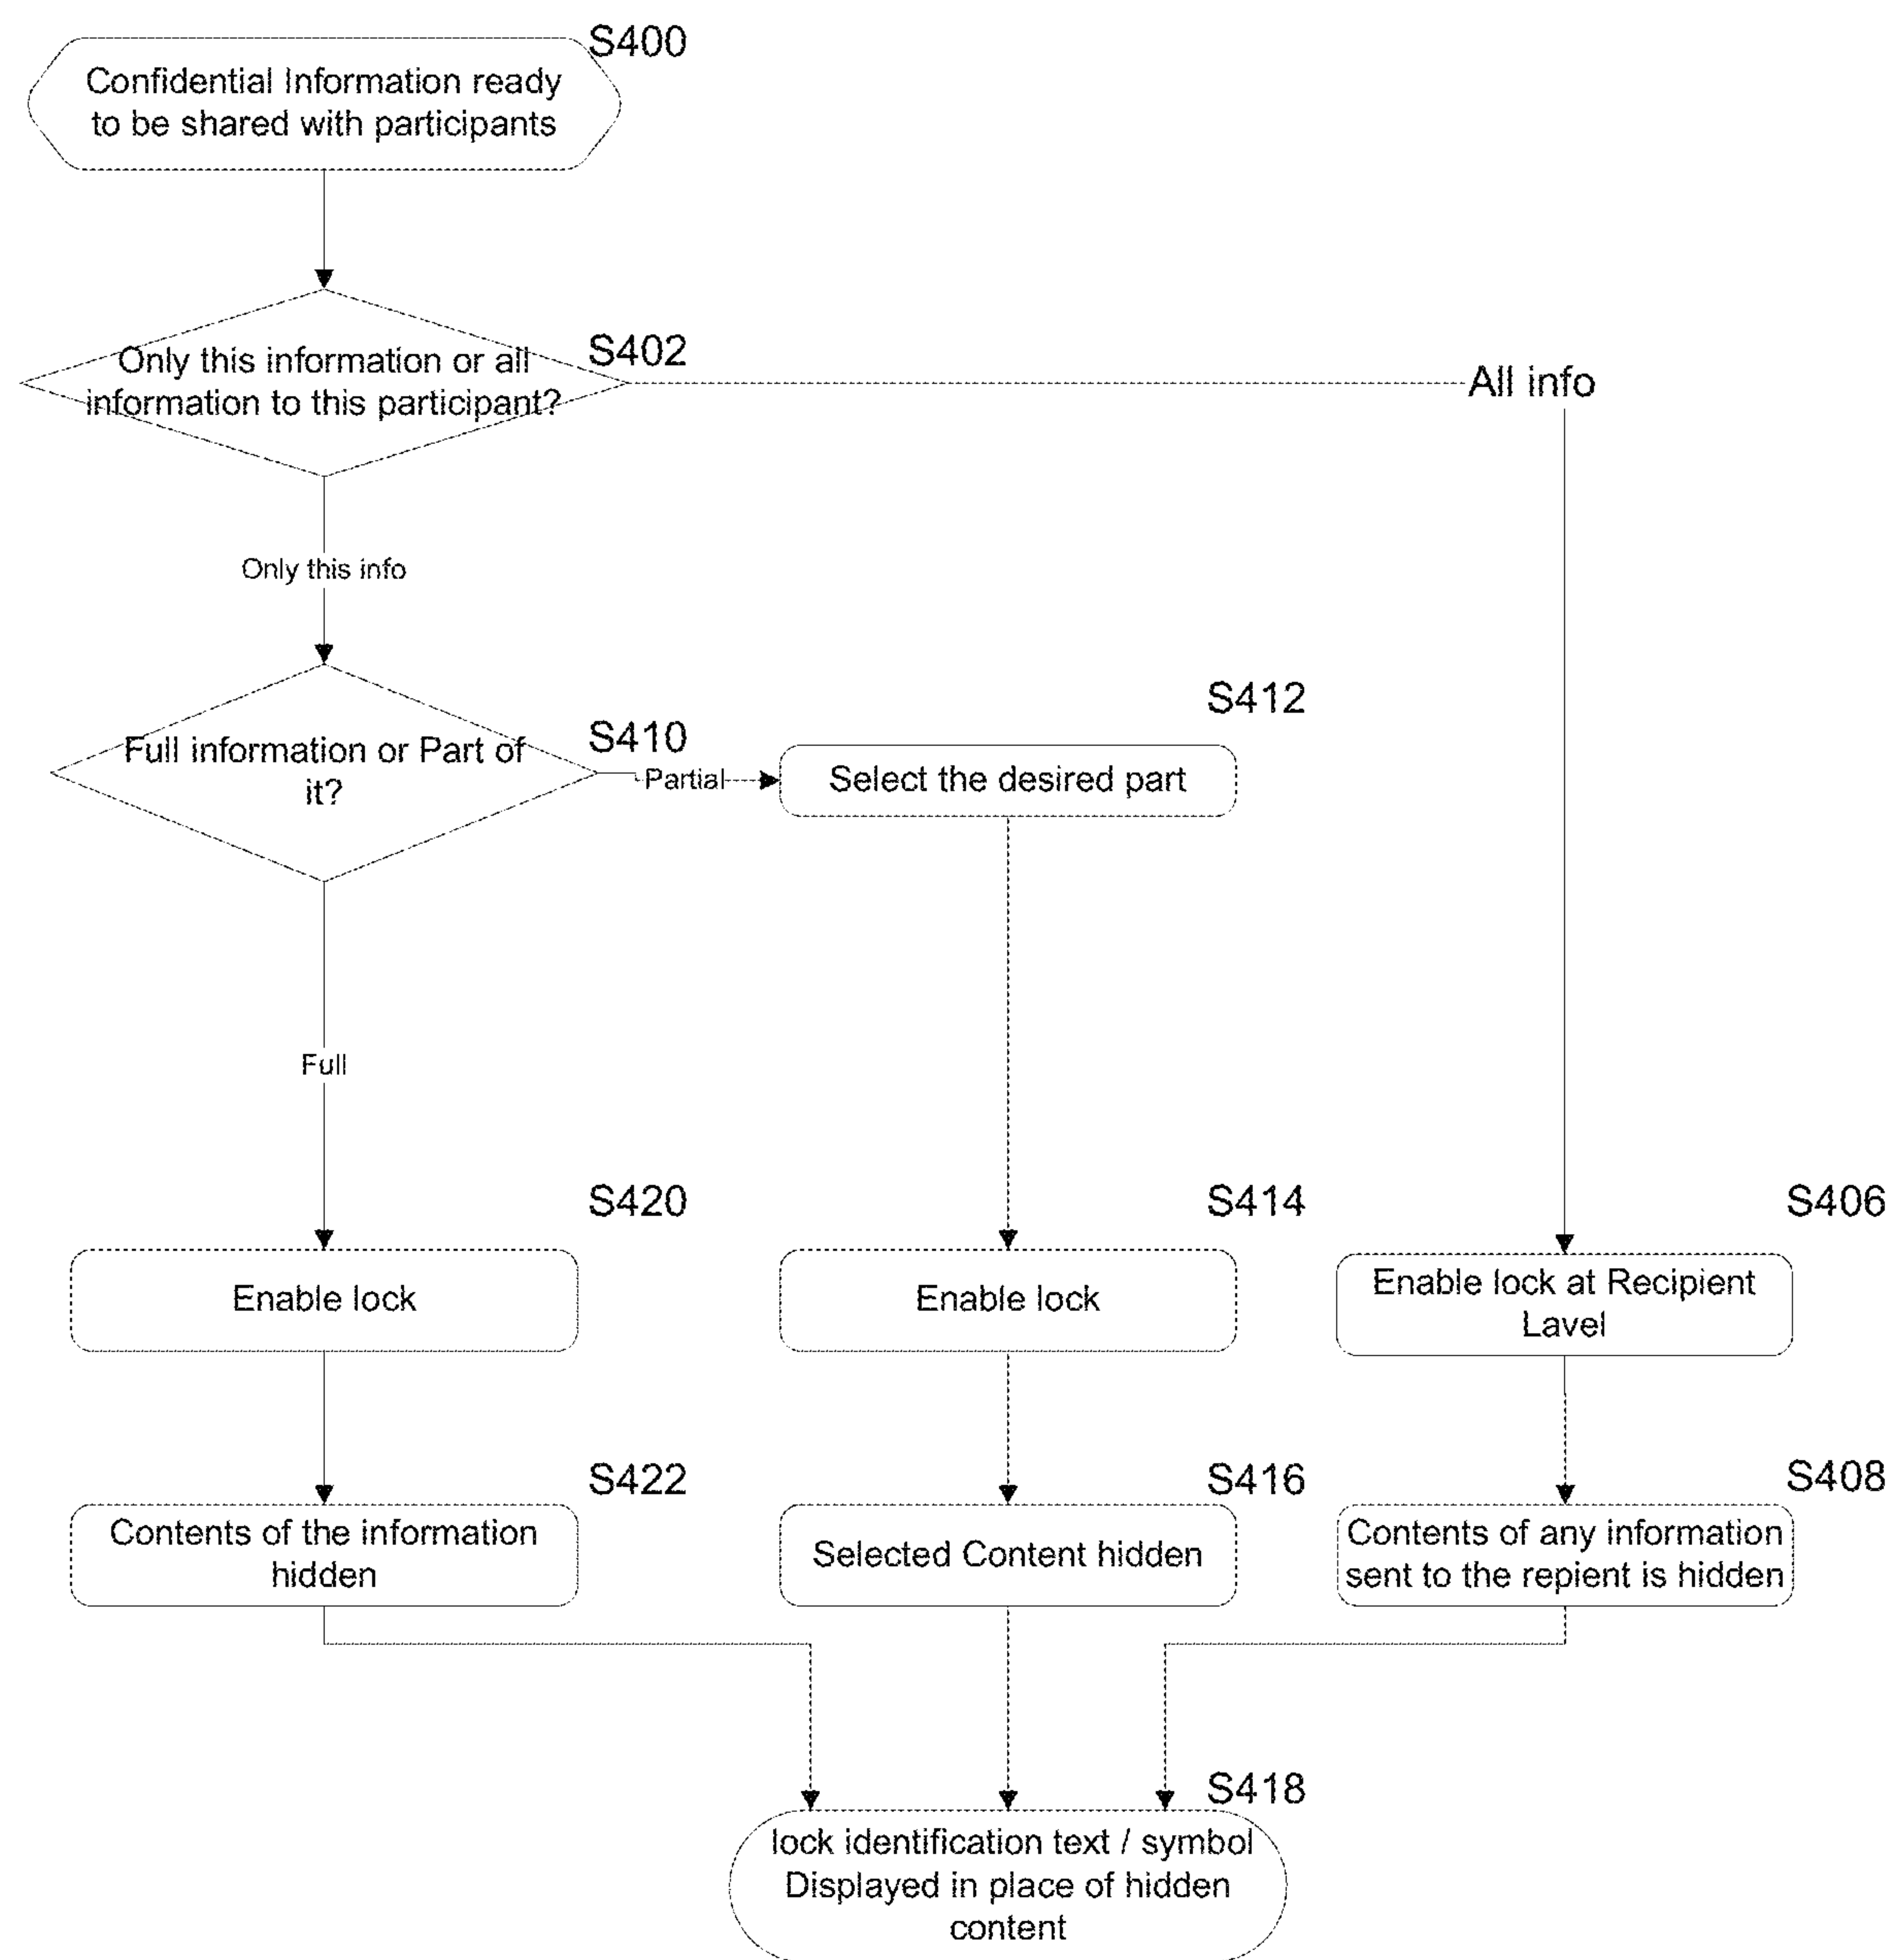 S400
Confidential Information ready
to be shared with participants
S402
Only this information or all
information to this participant?
All info
Only this info
S412
S410
Full information or Part of
it?
Partial
Select the desired part
Full
S420
S414
S406
Enable lock
Enable lock
Enable lock at Recipient
Lavel
S422
S416
S408
Contents of the information
hidden
Selected Content hidden
Contents of any information
sent to the repient is hidden
S418
lock identification text / symbol
Displayed in place of hidden
content